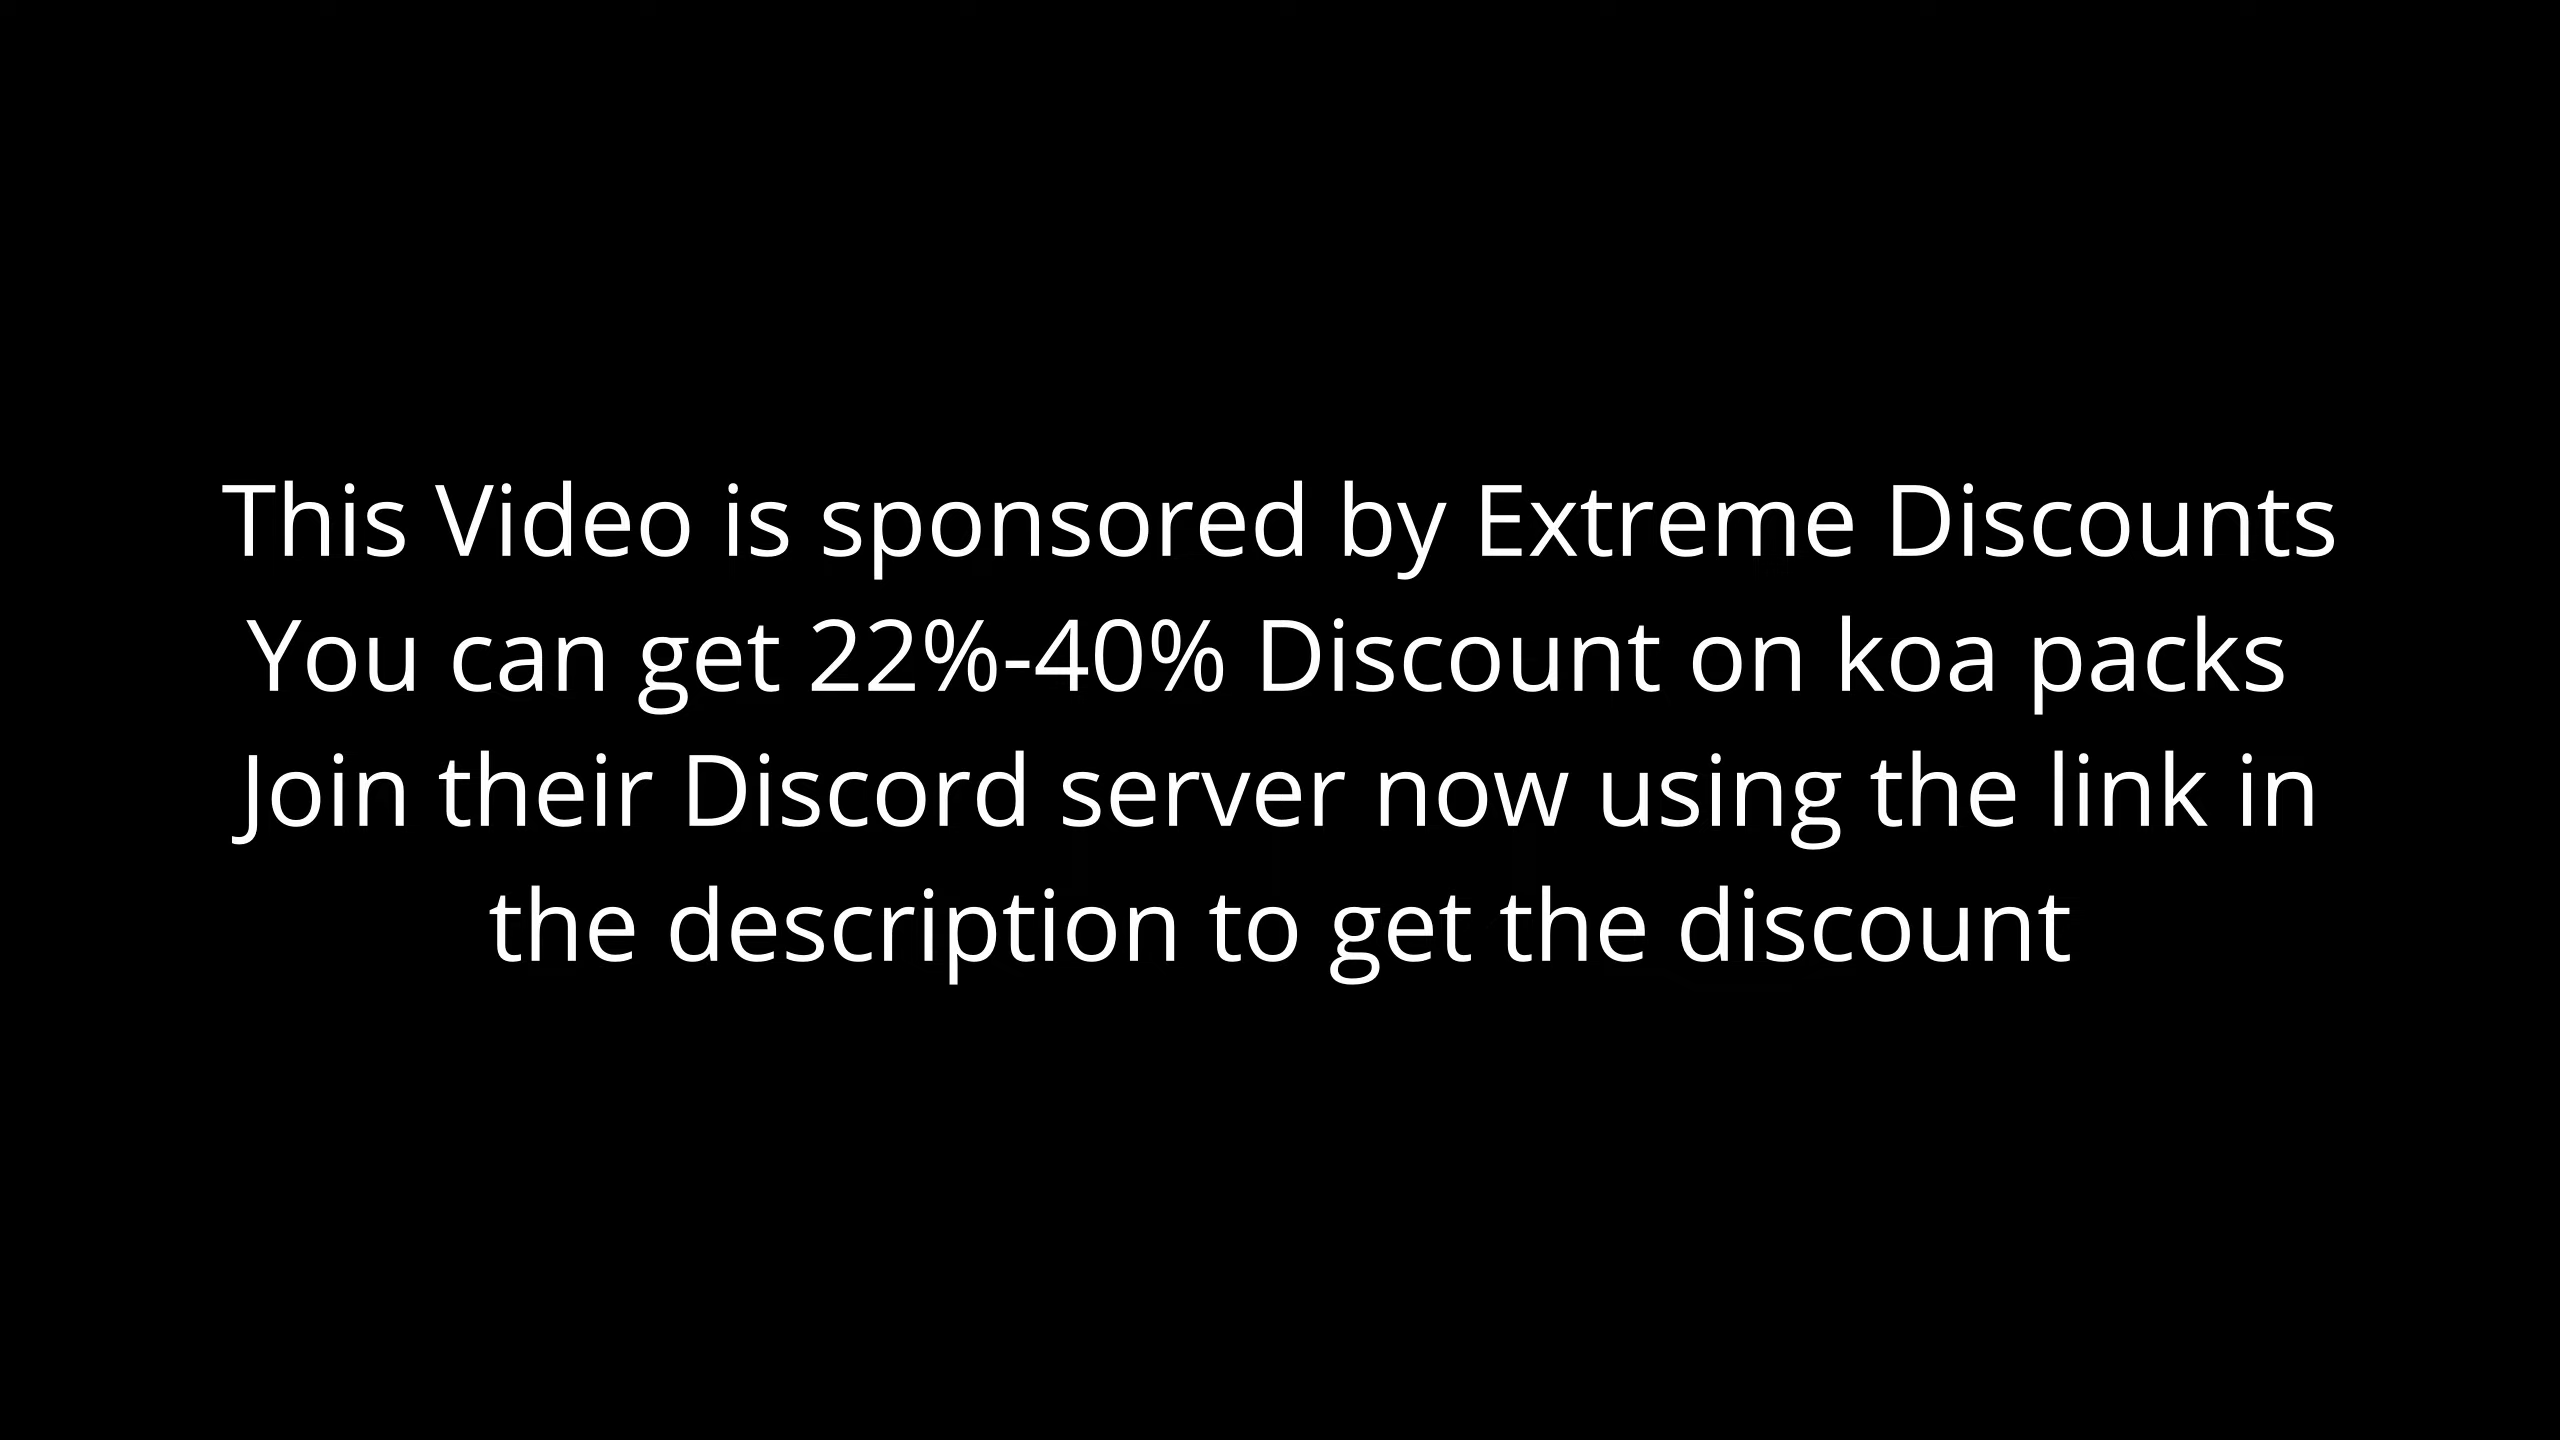 This Video is sponsored by Extreme Discounts
You can get 22%-40% Discount on koa packs
Join their Discord server now using the link in
the description to get the discount